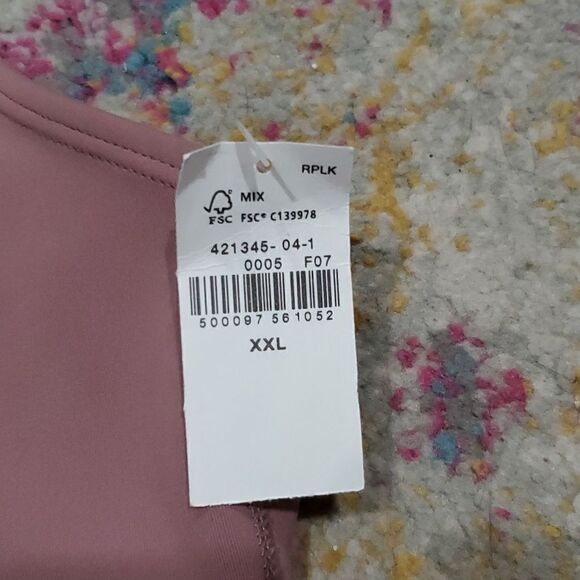 RPLK
MIX
FSC
FSC® C139978
421345-04-1
0005 F07
500097 561052
XXL